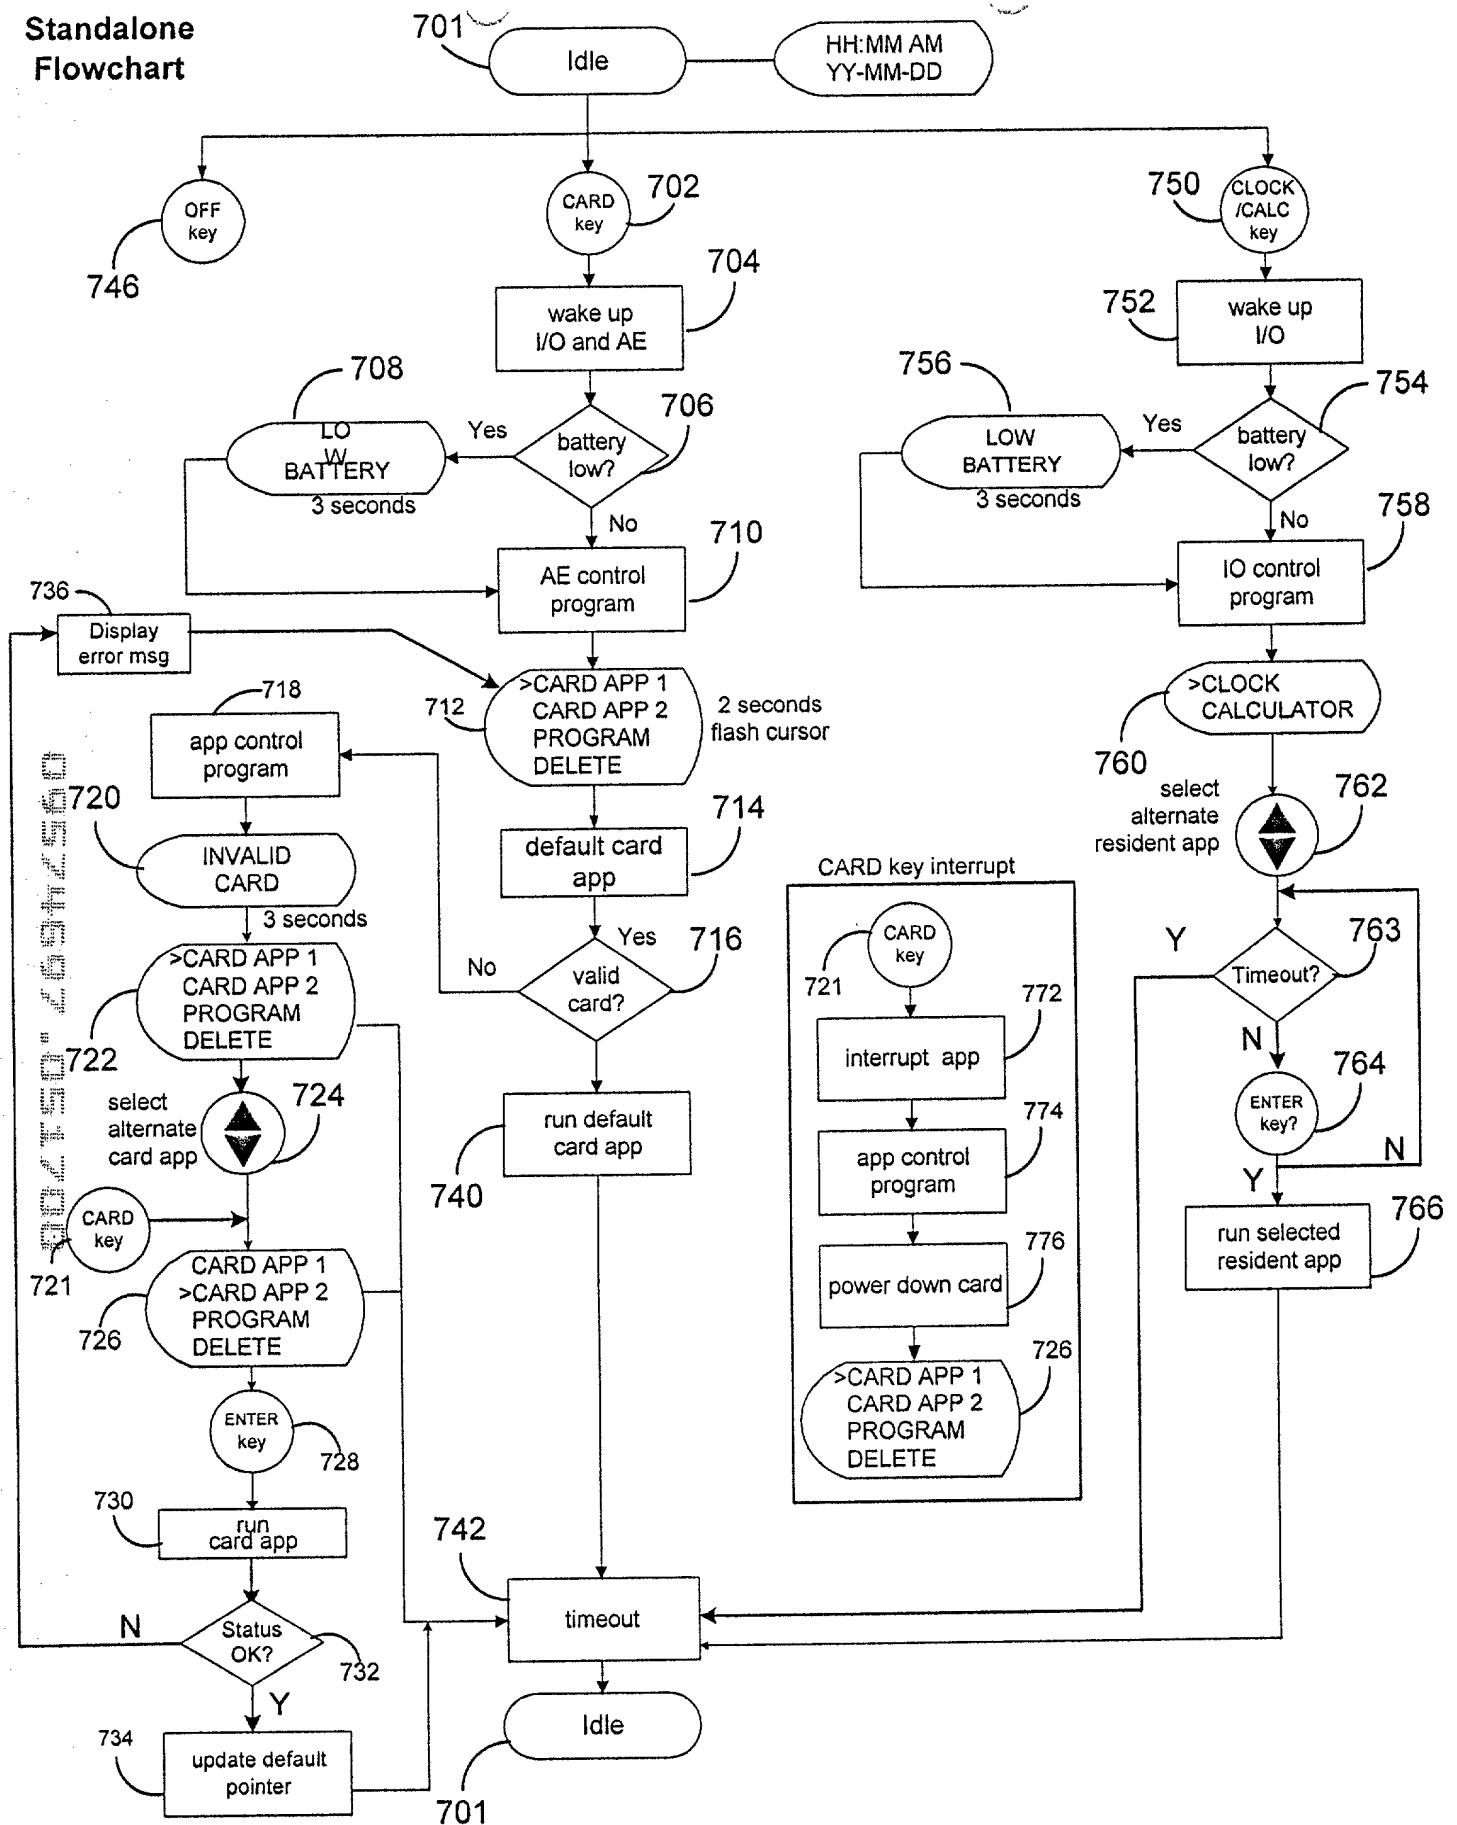 Standalone
Flowchart
701
Idle
HH:MM AM
YY-MM-DD
OFF
key
746
CARD
key
702
CLOCK
/CALC
key
750
wake up
I/O and AE
704
wake up
I/O
752
708
LO
W
BATTERY
3 seconds
Yes
battery
low?
706
No
756
LOW
BATTERY
3 seconds
Yes
battery
low?
754
No
AE control
program
710
IO control
program
758
736
Display
error msg
>CARD APP 1
CARD APP 2
PROGRAM
DELETE
712
2 seconds
flash cursor
>CLOCK
CALCULATOR
760
718
app control
program
select
alternate
resident app
762
720
INVALID
CARD
3 seconds
default card
app
714
Yes
valid
card?
716
No
>CARD APP 1
CARD APP 2
PROGRAM
DELETE
722
select
alternate
card app
724
CARD
key
721
CARD APP 1
>CARD APP 2
PROGRAM
DELETE
726
ENTER
key
728
730
run
card app
N
Status
OK?
732
Y
734
update default
pointer
run default
card app
740
742
timeout
Idle
701
CARD key interrupt
CARD
key
721
772
interrupt app
774
app control
program
776
power down card
726
>CARD APP 1
CARD APP 2
PROGRAM
DELETE
Y
Timeout?
763
N
ENTER
key?
764
N
Y
run selected
resident app
766